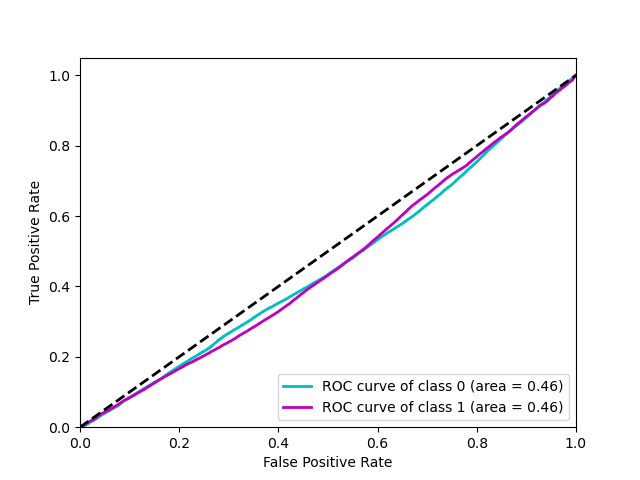 1.0
0.8
0.6
0.4
0.2
0.0
True Positive Rate
ROC curve of class 0 (area = 0.46)
ROC curve of class 1 (area = 0.46)
0.0 0.2 0.4 0.6 0.8 1.0
False Positive Rate